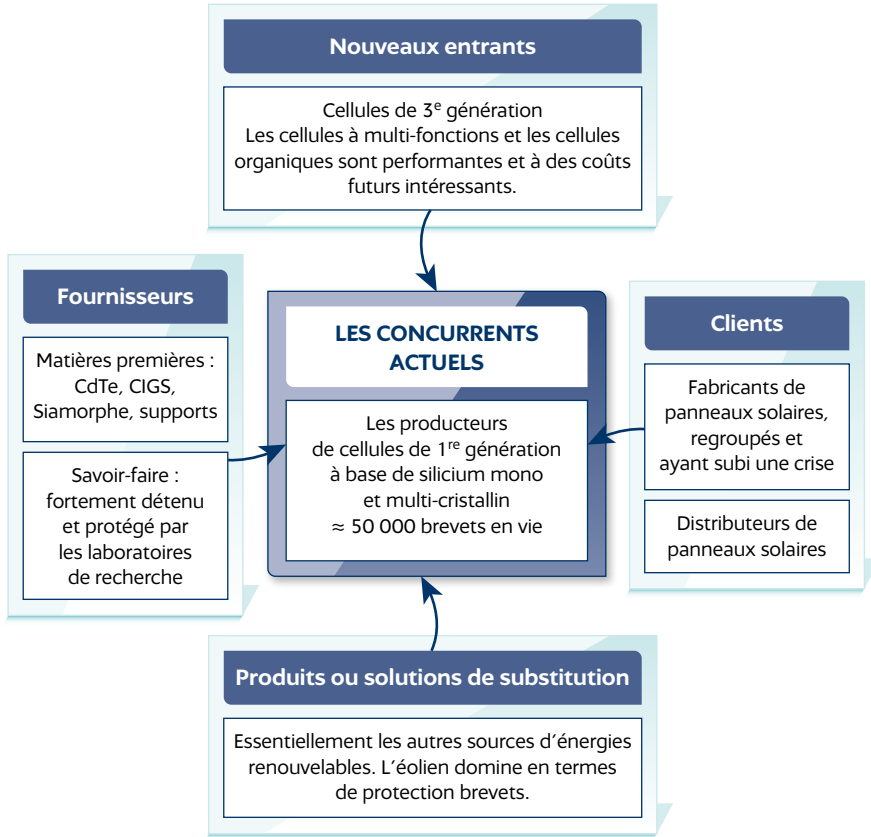 Nouveaux entrants
Cellules de 3e génération
Les cellules à multi-fonctions et les cellules
organiques sont performantes et à des coûts
futurs intéressants.
Fournisseurs
Matières premières :
CdTe, CIGS,
Siamorphe, supports
Savoir-faire :
fortement détenu
et protégé par
les laboratoires
de recherche
LES CONCURRENTS
ACTUELS
Les producteurs
de cellules de 1re génération
à base de silicium mono
et multi-cristallin
≈ 50 000 brevets en vie
Clients
Fabricants de
panneaux solaires,
regroupés et
ayant subi une crise
Distributeurs de
panneaux solaires
Produits ou solutions de substitution
Essentiellement les autres sources d'énergies
renouvelables. L'éolien domine en termes
de protection brevets.